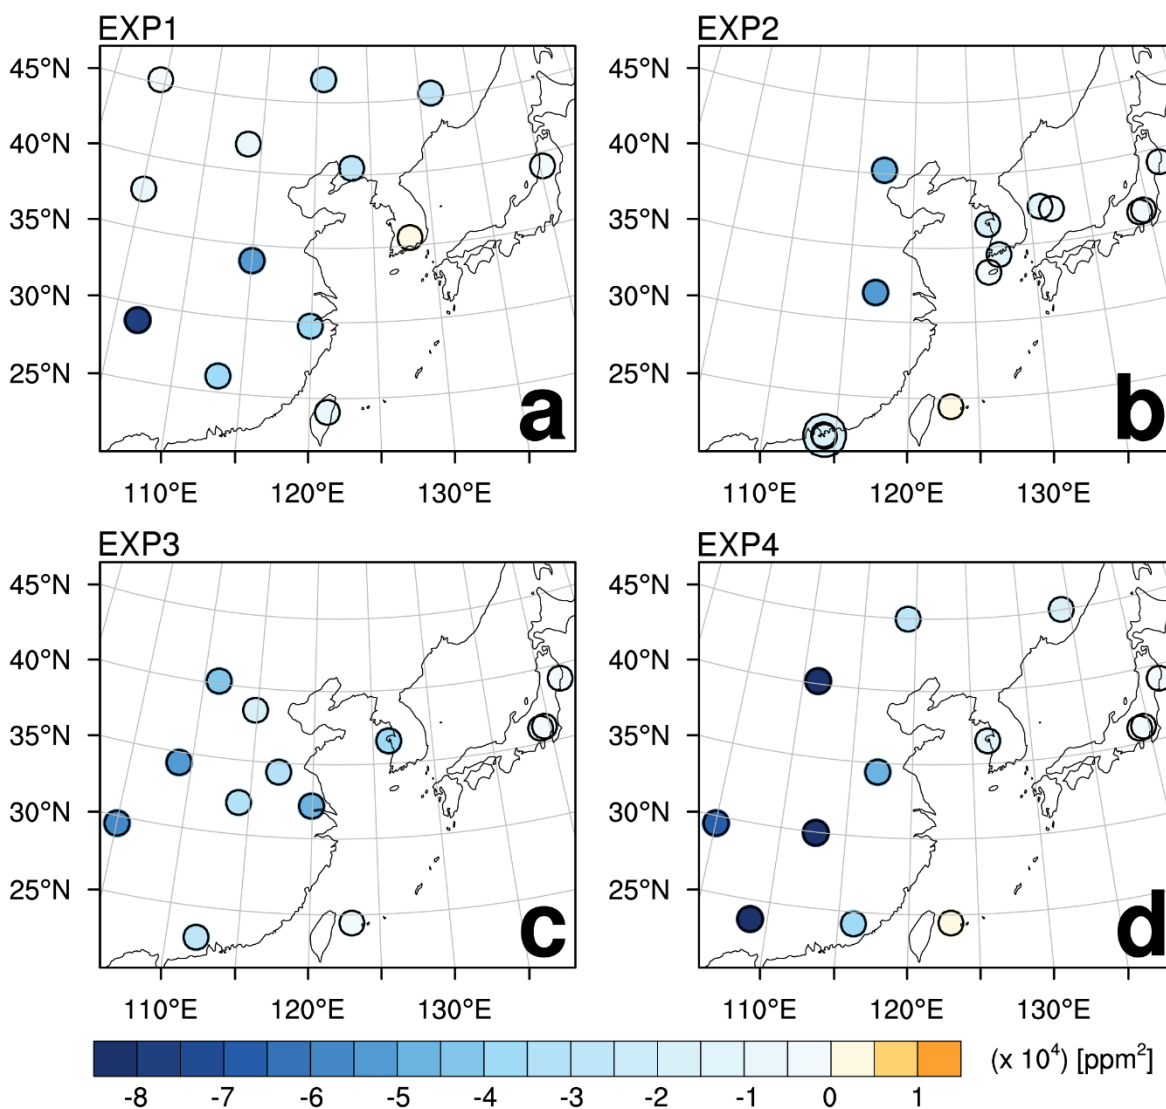 EXP1 EXP2
45°N 45°N
40°N 40°N
35°N 35°N
30°N 30°N
25°N 25°N
a b
110°E 120°E 130°E 110°E 120°E 130°E
EXP3 EXP4
45°N 45°N
40°N 40°N
35°N 35°N
30°N 30°N
25°N 25°N
c d
110°E 120°E 130°E 110°E 120°E 130°E
(x 10⁴) [ppm²]
-8 -7 -6 -5 -4 -3 -2 -1 0 1